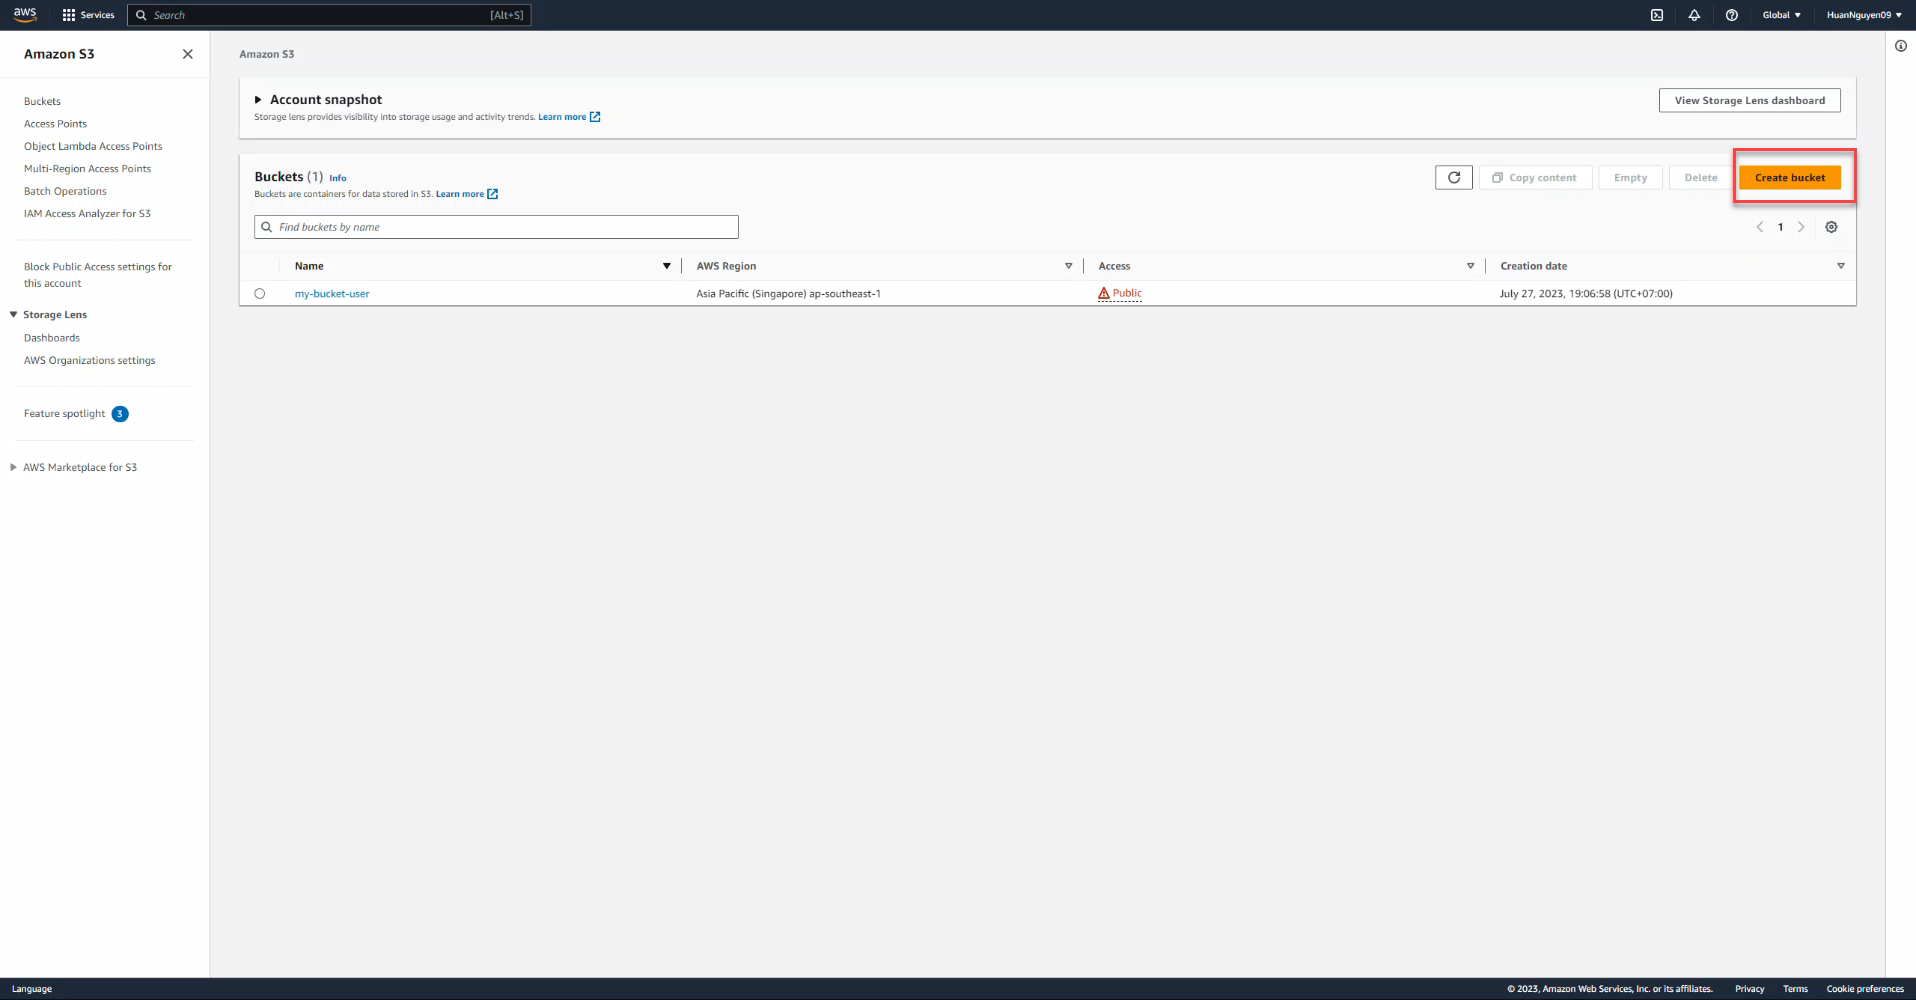 aws Services Search [Alt+S] Global HuanNguyen09
Amazon S3
Buckets
Access Points
Object Lambda Access Points
Multi-Region Access Points
Batch Operations
IAM Access Analyzer for S3
Block Public Access settings for
this account
Storage Lens
Dashboards
AWS Organizations settings
Feature spotlight 3
AWS Marketplace for S3
Amazon S3
Account snapshot
Storage lens provides visibility into storage usage and activity trends. Learn more
View Storage Lens dashboard
Buckets (1) Info
Buckets are containers for data stored in S3. Learn more
Copy content Empty Delete Create bucket
Find buckets by name
1
Name AWS Region Access Creation date
my-bucket-user Asia Pacific (Singapore) ap-southeast-1 Public July 27, 2023, 19:06:58 (UTC+07:00)
Language © 2023, Amazon Web Services, Inc. or its affiliates. Privacy Terms Cookie preferences